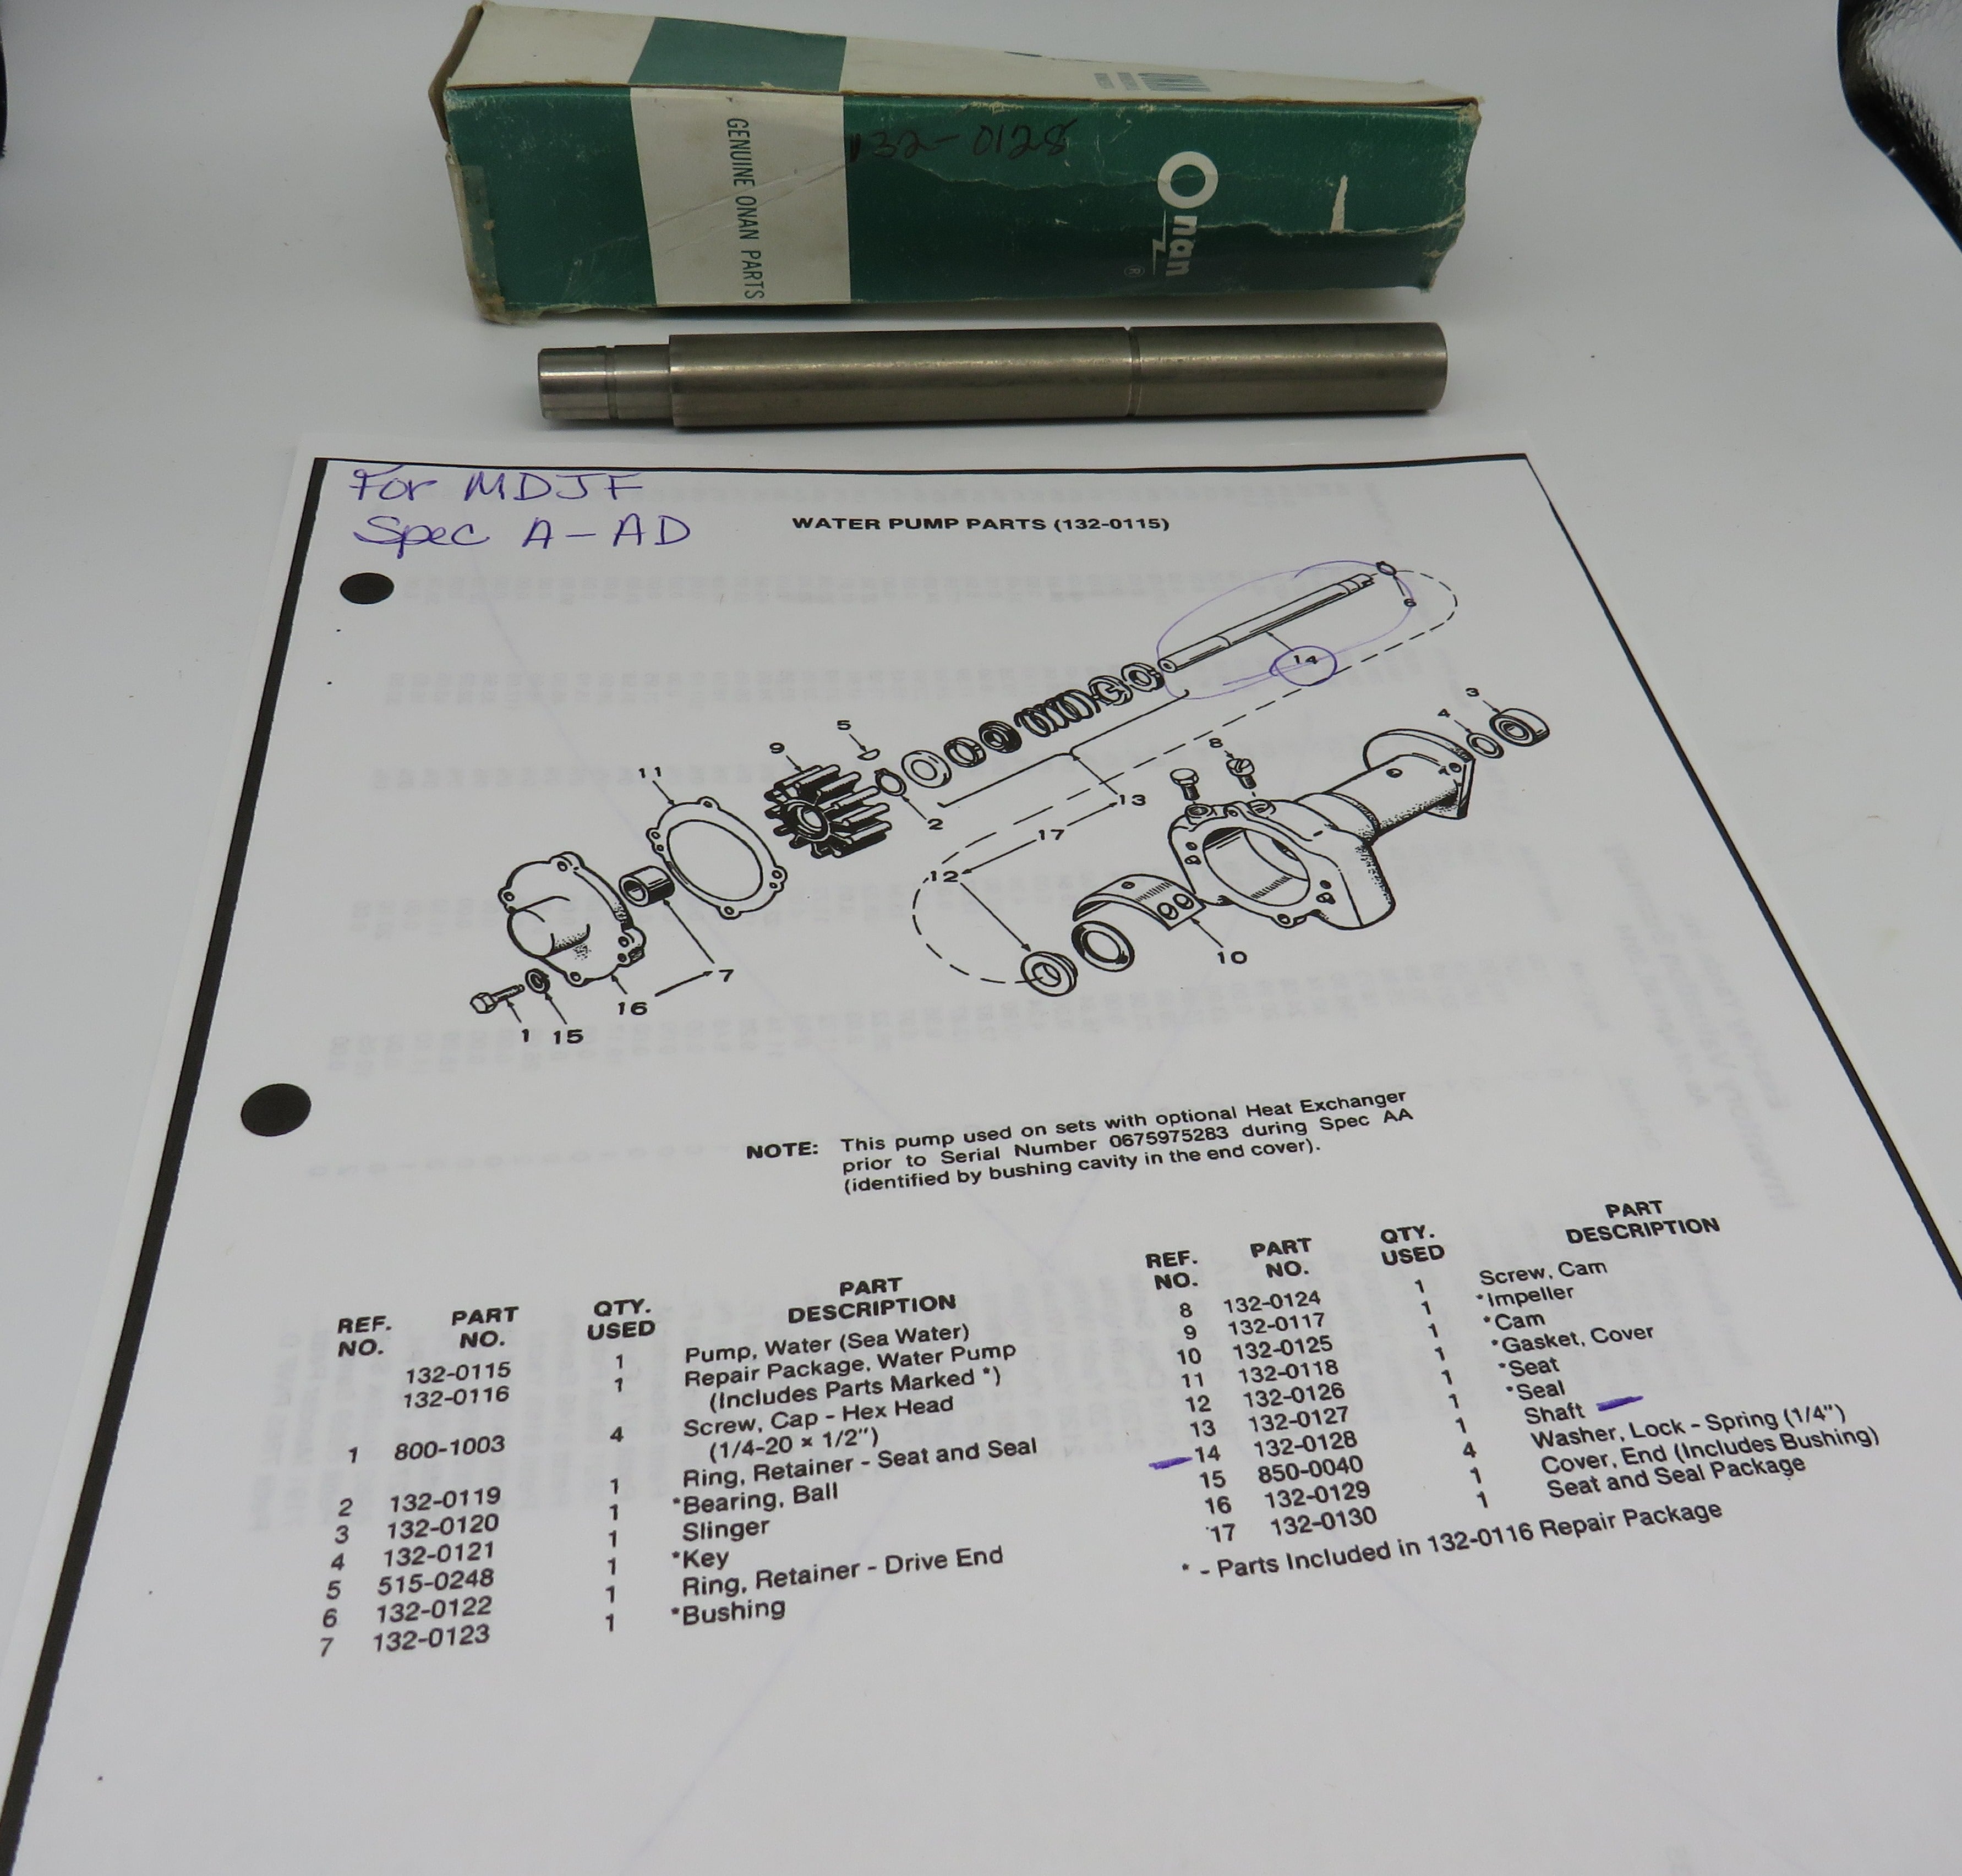 132-0128
GENUINE ONAN PARTS
Onan ®
For MDJF
Spec A-AD
WATER PUMP PARTS (132-0115)
6
14
3
4
5
8
9
11
2
13
17
12
10
7
16
1 15
NOTE: This pump used on sets with optional Heat Exchanger
prior to Serial Number 0675975283 during Spec AA
(identified by bushing cavity in the end cover).
REF. NO. PART NO. QTY. USED PART DESCRIPTION
132-0115 1 Pump, Water (Sea Water)
132-0116 1 Repair Package, Water Pump
(Includes Parts Marked *)
1 800-1003 4 Screw, Cap - Hex Head
(1/4-20 × 1/2")
2 132-0119 1 Ring, Retainer - Seat and Seal
3 132-0120 1 *Bearing, Ball
4 132-0121 1 Slinger
5 515-0248 1 *Key
6 132-0122 1 Ring, Retainer - Drive End
7 132-0123 1 *Bushing
REF. NO. PART NO. QTY. USED PART DESCRIPTION
8 132-0124 1 Screw, Cam
9 132-0117 1 *Impeller
10 132-0125 1 *Cam
11 132-0118 1 *Gasket, Cover
12 132-0126 1 *Seat
13 132-0127 1 *Seal
14 132-0128 1 Shaft
15 850-0040 4 Washer, Lock - Spring (1/4")
16 132-0129 1 Cover, End (Includes Bushing)
17 132-0130 1 Seat and Seal Package
* - Parts Included in 132-0116 Repair Package